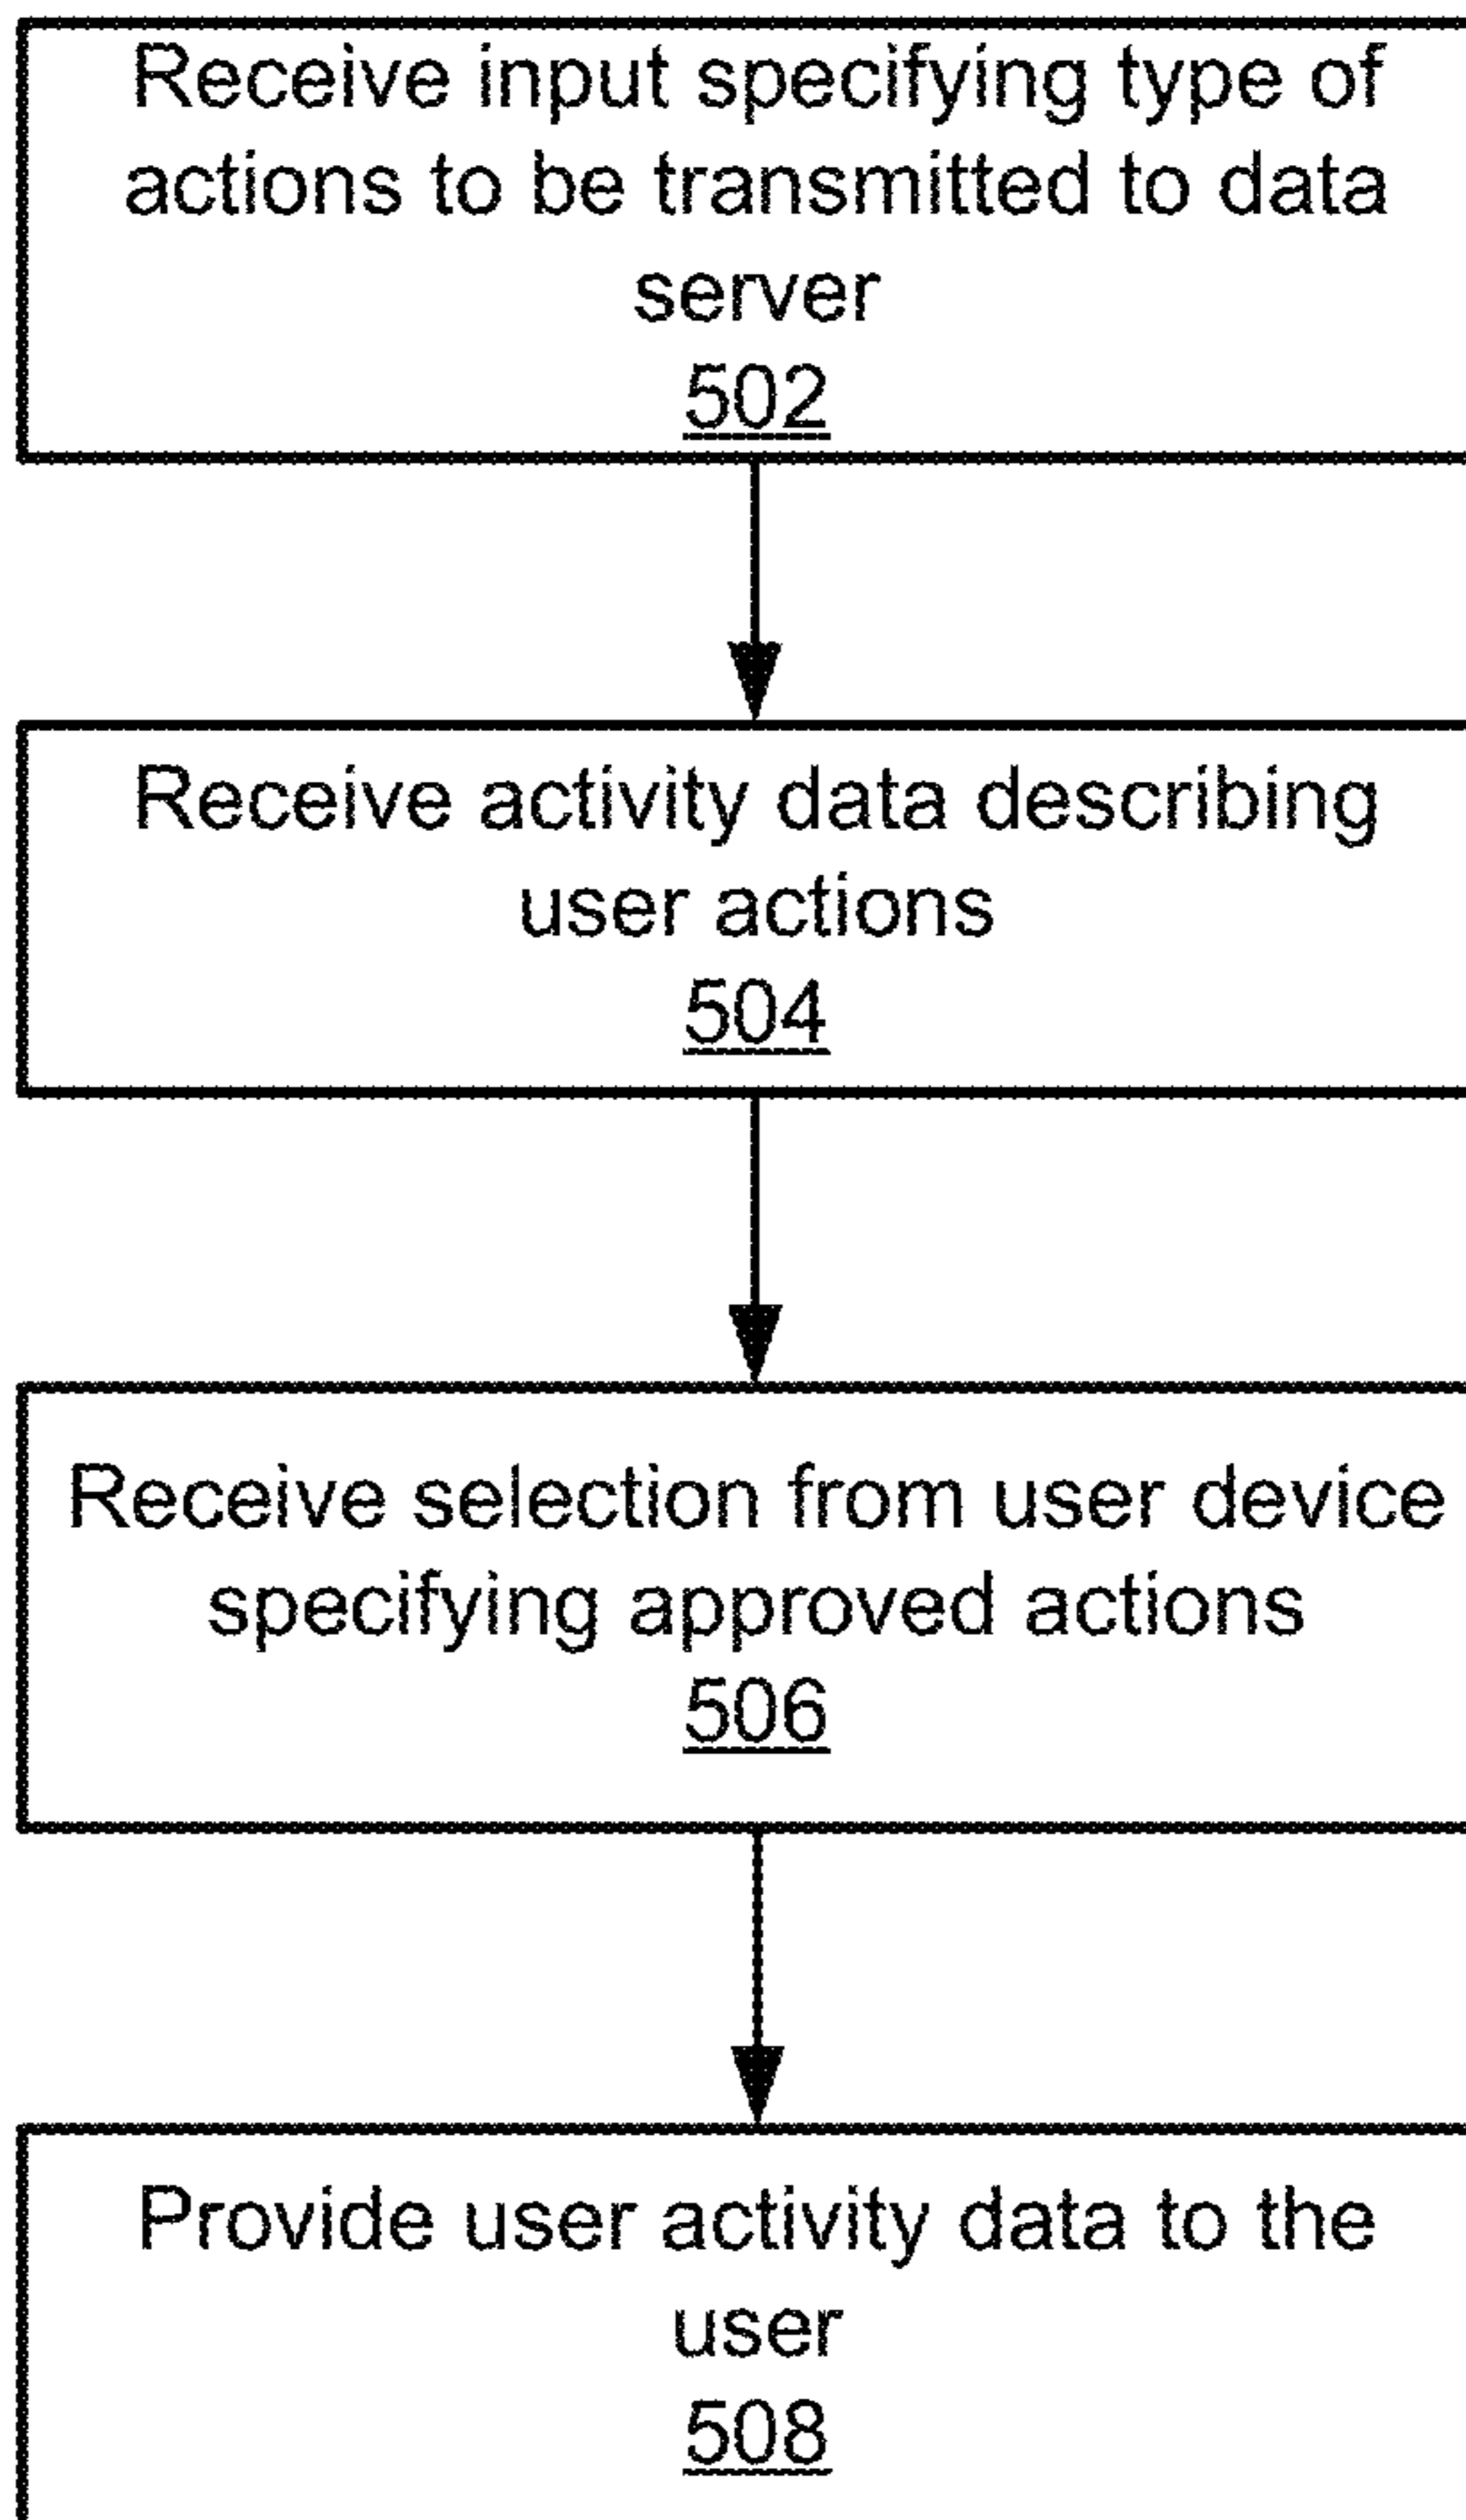 Receive input specifying type of
actions to be transmitted to data
server
502
Receive activity data describing
user actions
504
Receive selection from user device
specifying approved actions
506
Provide user activity data to the
user
508